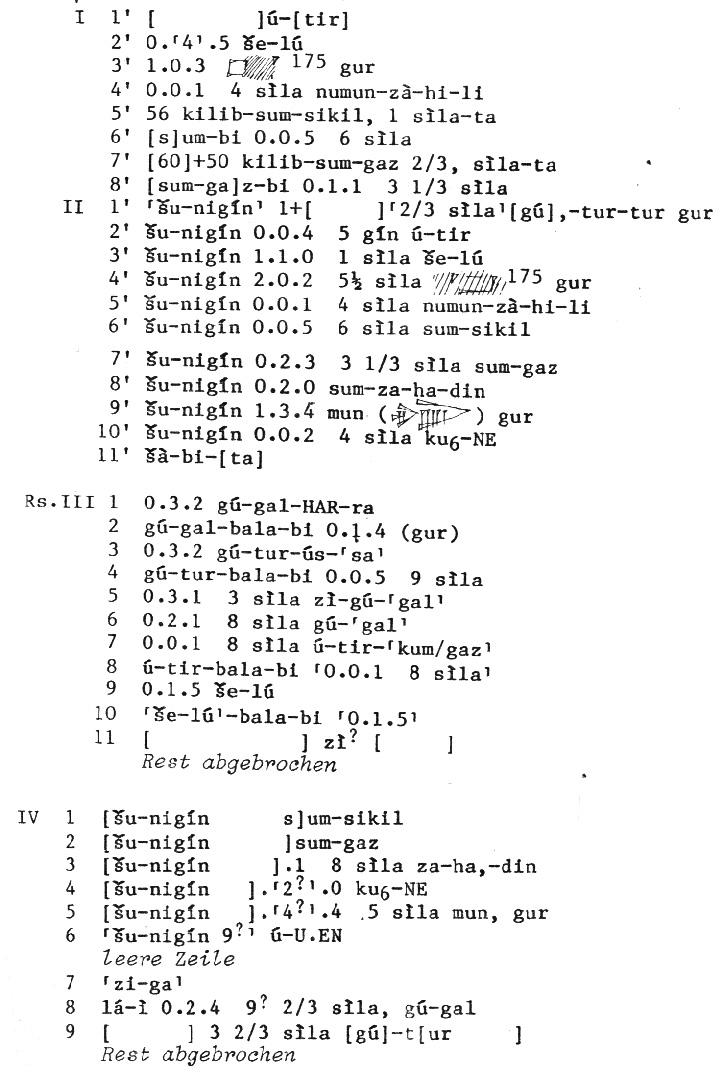 I 1' [ ]ú-[tir]
2' 0.⸢4⸣.5 še-lú
3' 1.0.3 175 gur
4' 0.0.1 4 sìla numun-zà-hi-li
5' 56 kilib-sum-sikil, 1 sìla-ta
6' [s]um-bi 0.0.5 6 sìla
7' [60]+50 kilib-sum-gaz 2/3, sìla-ta
8' [sum-ga]z-bi 0.1.1 3 1/3 sìla
II 1' ⸢šu-nigín⸣ 1+[ ]⸢2/3 sìla⸣[gú],-tur-tur gur
2' šu-nigín 0.0.4 5 gín ú-tir
3' šu-nigín 1.1.0 1 sìla še-lú
4' šu-nigín 2.0.2 5½ sìla 175 gur
5' šu-nigín 0.0.1 4 sìla numun-zà-hi-li
6' šu-nigín 0.0.5 6 sìla sum-sikil
7' šu-nigín 0.2.3 3 1/3 sìla sum-gaz
8' šu-nigín 0.2.0 sum-za-ha-din
9' šu-nigín 1.3.4 mun ( ) gur
10' šu-nigín 0.0.2 4 sìla ku6-NE
11' šà-bi-[ta]
Rs.III 1 0.3.2 gú-gal-HAR-ra
2 gú-gal-bala-bi 0.1.4 (gur)
3 0.3.2 gú-tur-ús-⸢sa⸣
4 gú-tur-bala-bi 0.0.5 9 sìla
5 0.3.1 3 sìla zì-gú-⸢gal⸣
6 0.2.1 8 sìla gú-⸢gal⸣
7 0.0.1 8 sìla ú-tir-⸢kum/gaz⸣
8 ú-tir-bala-bi ⸢0.0.1 8 sìla⸣
9 0.1.5 še-lú
10 ⸢še-lú⸣-bala-bi ⸢0.1.5⸣
11 [ ] zì? [ ]
Rest abgebrochen
IV 1 [šu-nigín s]um-sikil
2 [šu-nigín ]sum-gaz
3 [šu-nigín ].1 8 sìla za-ha,-din
4 [šu-nigín ].⸢2?⸣.0 ku6-NE
5 [šu-nigín ].⸢4?⸣.4 5 sìla mun, gur
6 ⸢šu-nigín 9?⸣ ú-U.EN
leere Zeile
7 ⸢zi-ga⸣
8 lá-ì 0.2.4 9? 2/3 sìla, gú-gal
9 [ ] 3 2/3 sìla [gú]-t[ur ]
Rest abgebrochen